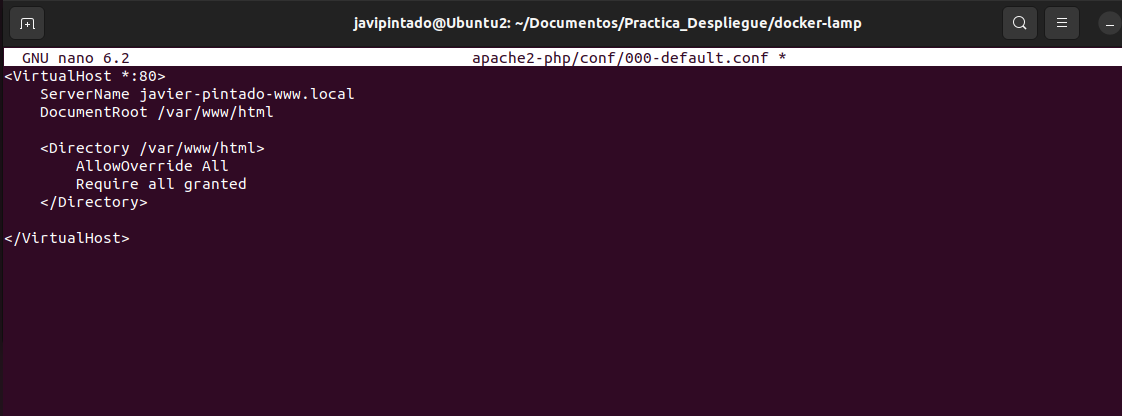 javipintado@Ubuntu2: ~/Documentos/Practica_Despliegue/docker-lamp
GNU nano 6.2 apache2-php/conf/000-default.conf *
<VirtualHost *:80>
    ServerName javier-pintado-www.local
    DocumentRoot /var/www/html

    <Directory /var/www/html>
        AllowOverride All
        Require all granted
    </Directory>

</VirtualHost>